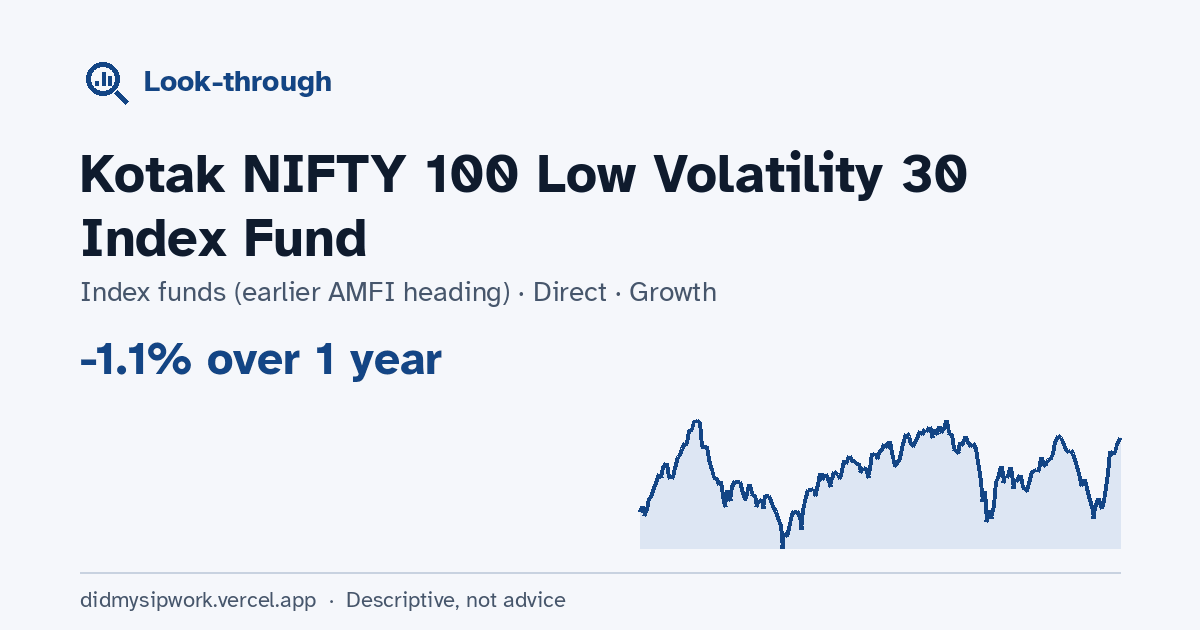 Look-through
Kotak NIFTY 100 Low Volatility 30
Index Fund
Index funds (earlier AMFI heading) · Direct · Growth
-1.1% over 1 year
didmysipwork.vercel.app · Descriptive, not advice